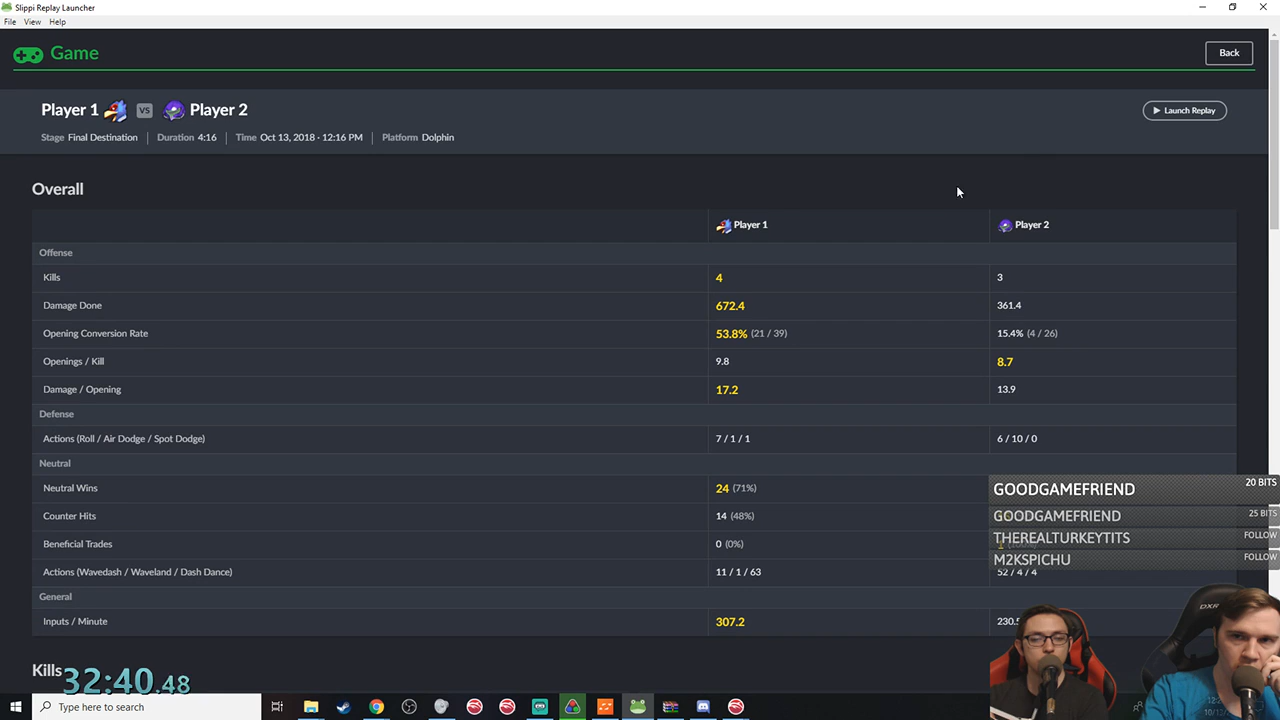 Slippi Replay Launcher
File View Help
Game
Back
Player 1 VS Player 2
Launch Replay
Stage Final Destination Duration 4:16 Time Oct 13, 2018 · 12:16 PM Platform Dolphin
Overall
Player 1 Player 2
Offense
Kills 4 3
Damage Done 672.4 361.4
Opening Conversion Rate 53.8% (21 / 39) 15.4% (4 / 26)
Openings / Kill 9.8 8.7
Damage / Opening 17.2 13.9
Defense
Actions (Roll / Air Dodge / Spot Dodge) 7 / 1 / 1 6 / 10 / 0
Neutral
Neutral Wins 24 (71%)
GOODGAMEFRIEND 20 BITS
Counter Hits 14 (48%)
GOODGAMEFRIEND 25 BITS
THEREALTURKEYTITS FOLLOW
Beneficial Trades 0 (0%)
M2KSPICHU FOLLOW
Actions (Wavedash / Waveland / Dash Dance) 11 / 1 / 63 52 / 4 / 4
General
Inputs / Minute 307.2
Kills
32:40.48
Type here to search
DXR